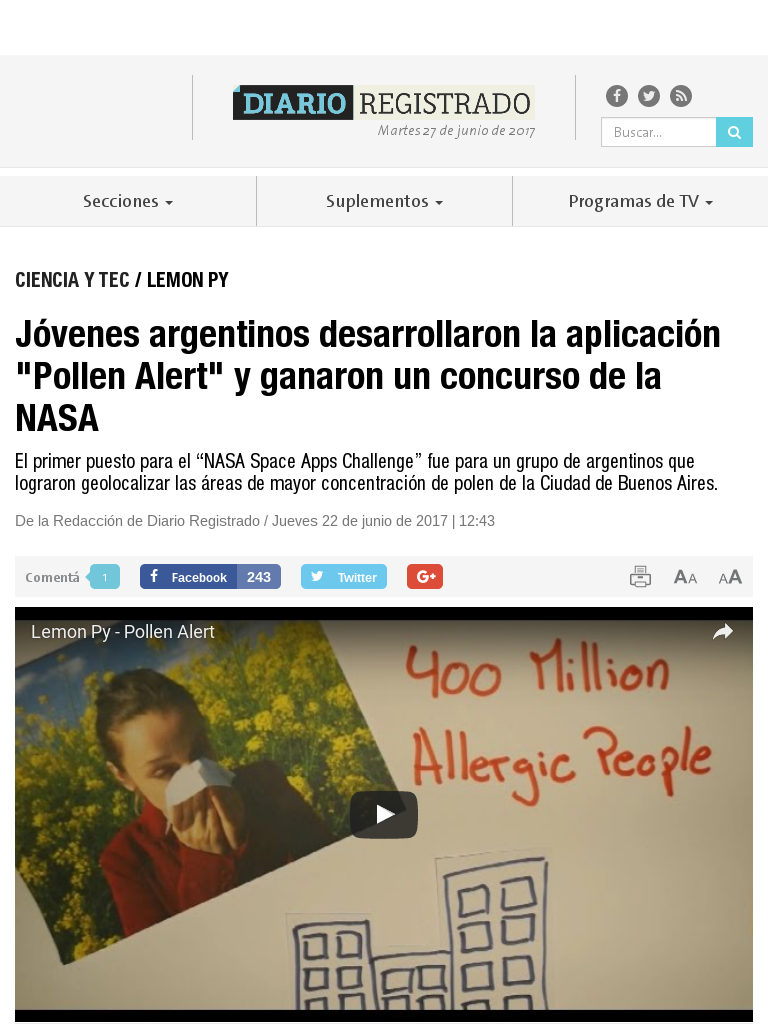 DIARIO REGISTRADO
Martes 27 de junio de 2017
Buscar...
Secciones
Suplementos
Programas de TV
CIENCIA Y TEC / LEMON PY
Jóvenes argentinos desarrollaron la aplicación
"Pollen Alert" y ganaron un concurso de la
NASA
El primer puesto para el “NASA Space Apps Challenge” fue para un grupo de argentinos que
lograron geolocalizar las áreas de mayor concentración de polen de la Ciudad de Buenos Aires.
De la Redacción de Diario Registrado / Jueves 22 de junio de 2017 | 12:43
Comentá 1 Facebook 243 Twitter G+ AA AA
Lemon Py - Pollen Alert
400 Million
Allergic People